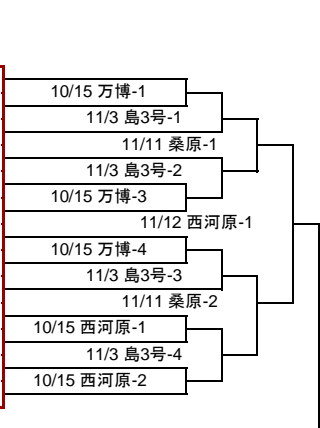 10/15 万博-1
11/3 島3号-1
11/11 桑原-1
11/3 島3号-2
10/15 万博-3
11/12 西河原-1
10/15 万博-4
11/3 島3号-3
11/11 桑原-2
10/15 西河原-1
11/3 島3号-4
10/15 西河原-2